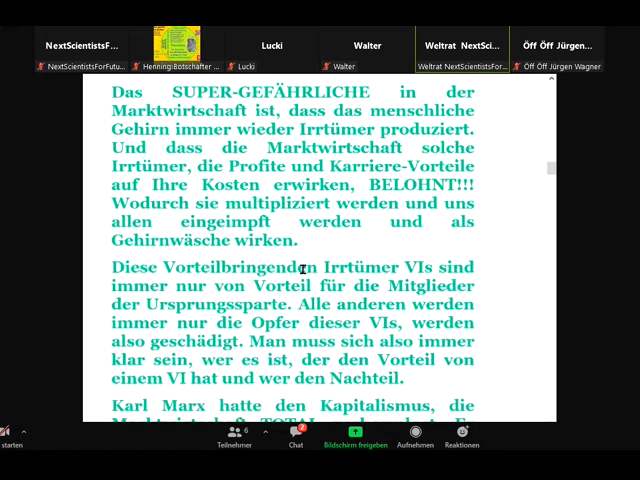 NextScientistsF...
Lucki
Walter
Weltrat NextSci...
Öff Öff Jürgen...
NextScientistsForFutu...
Henning:Botschafter ...
Lucki
Walter
Weltrat NextScientistsFor...
Öff Öff Jürgen Wagner
Das SUPER-GEFÄHRLICHE in der
Marktwirtschaft ist, dass das menschliche
Gehirn immer wieder Irrtümer produziert.
Und dass die Marktwirtschaft solche
Irrtümer, die Profite und Karriere-Vorteile
auf Ihre Kosten erwirken, BELOHNT!!!
Wodurch sie multipliziert werden und uns
allen eingeimpft werden und als
Gehirnwäsche wirken.
Diese Vorteilbringenden Irrtümer VIs sind
immer nur von Vorteil für die Mitglieder
der Ursprungssparte. Alle anderen werden
immer nur die Opfer dieser VIs, werden
also geschädigt. Man muss sich also immer
klar sein, wer es ist, der den Vorteil von
einem VI hat und wer den Nachteil.
Karl Marx hatte den Kapitalismus, die
starten
Teilnehmer
6
Chat
2
Bildschirm freigeben
Aufnehmen
Reaktionen